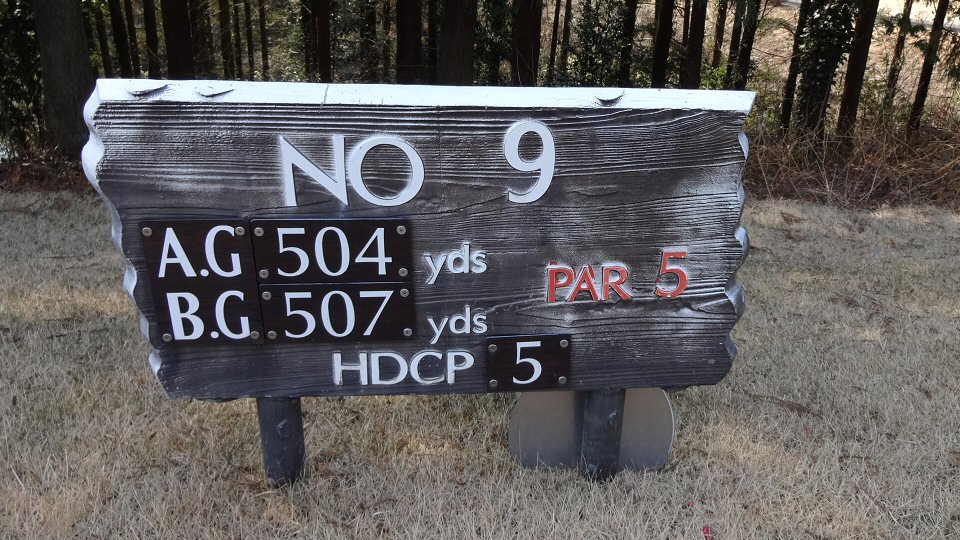 NO 9
A.G 504 yds
B.G 507 yds
PAR 5
HDCP 5